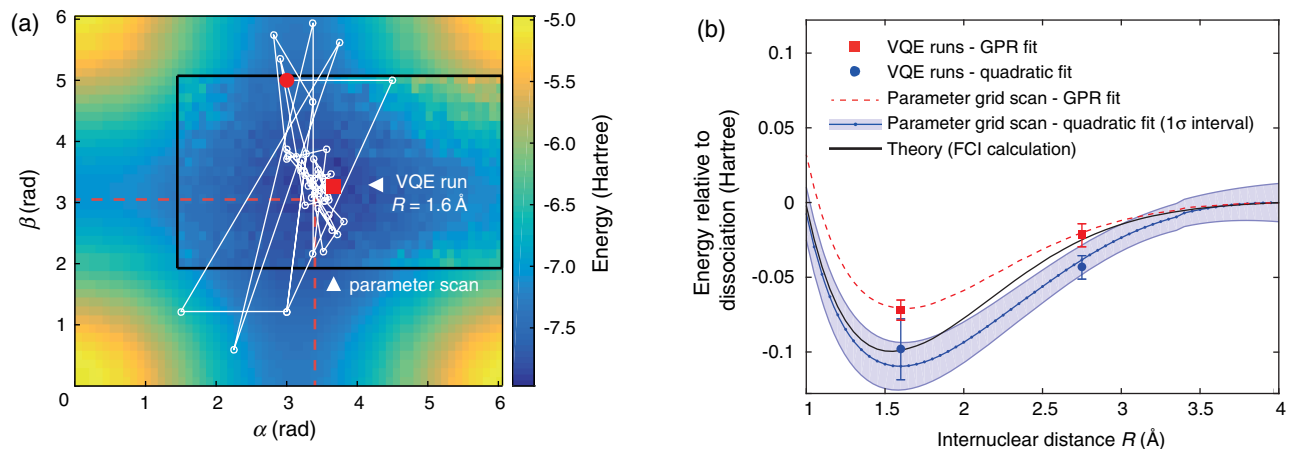 (a)
6
5
4
3
2
1
0
0
1
2
3
4
5
6
β (rad)
α (rad)
VQE run
R = 1.6 Å
parameter scan
-5.0
-5.5
-6.0
-6.5
-7.0
-7.5
Energy (Hartree)
(b)
0.1
0.05
0
-0.05
-0.1
Energy relative to
dissociation (Hartree)
VQE runs - GPR fit
VQE runs - quadratic fit
Parameter grid scan - GPR fit
Parameter grid scan - quadratic fit (1σ interval)
Theory (FCI calculation)
1
1.5
2
2.5
3
3.5
4
Internuclear distance R (Å)